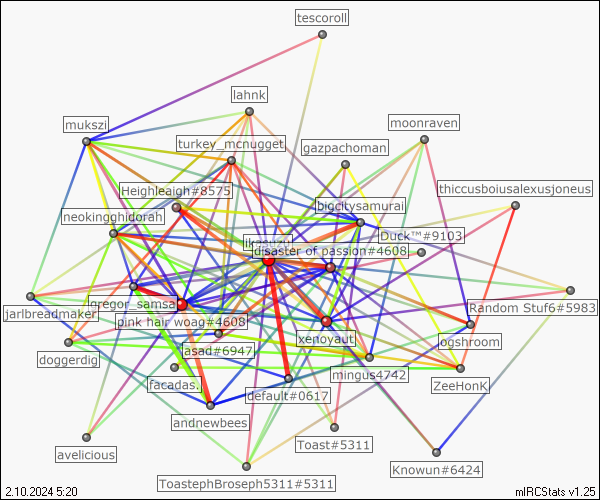 tescoroll
lahnk
mukszi
moonraven
turkey_mcnugget
gazpachoman
Heighleaigh#8575
thiccusboiusalexusjoneus
bigcitysamurai
neokingghidorah
Duck™#9103
ikasuzu
disaster of passion#4608
gregor_samsa
jarlbreadmaker
Random Stuf6#5983
pink hair woag#4608
xenoyaut
ogshroom
asad#6947
doggerdig
mingus4742
facadas.
ZeeHonK
default#0617
andnewbees
Toast#5311
avelicious
Knowun#6424
ToastephBroseph5311#5311
2.10.2024 5:20
mIRCStats v1.25